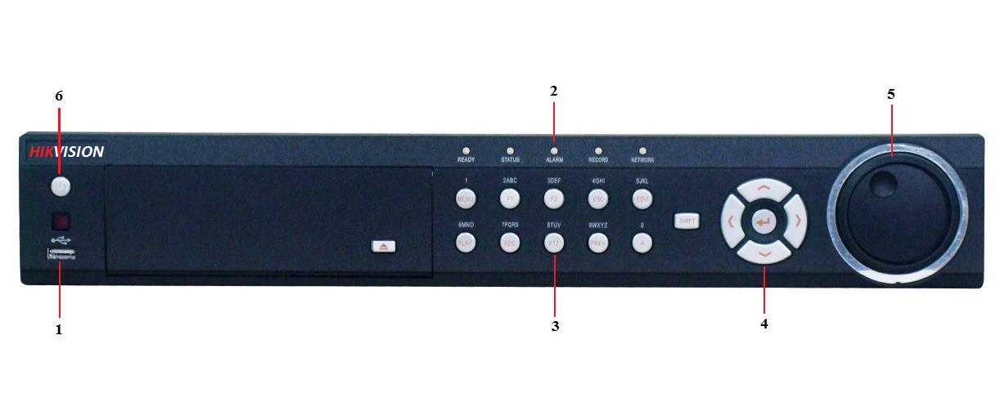 6
2
5
HIKVISION
READY STATUS ALARM RECORD NETWORK
1 2ABC 3DEF 4GHI 5JKL
MENU F1 F2 ESC EDIT
SHIFT
6MNO 7PQRS 8TUV 9WXYZ 0
PLAY REC PTZ PREV A
1
3
4